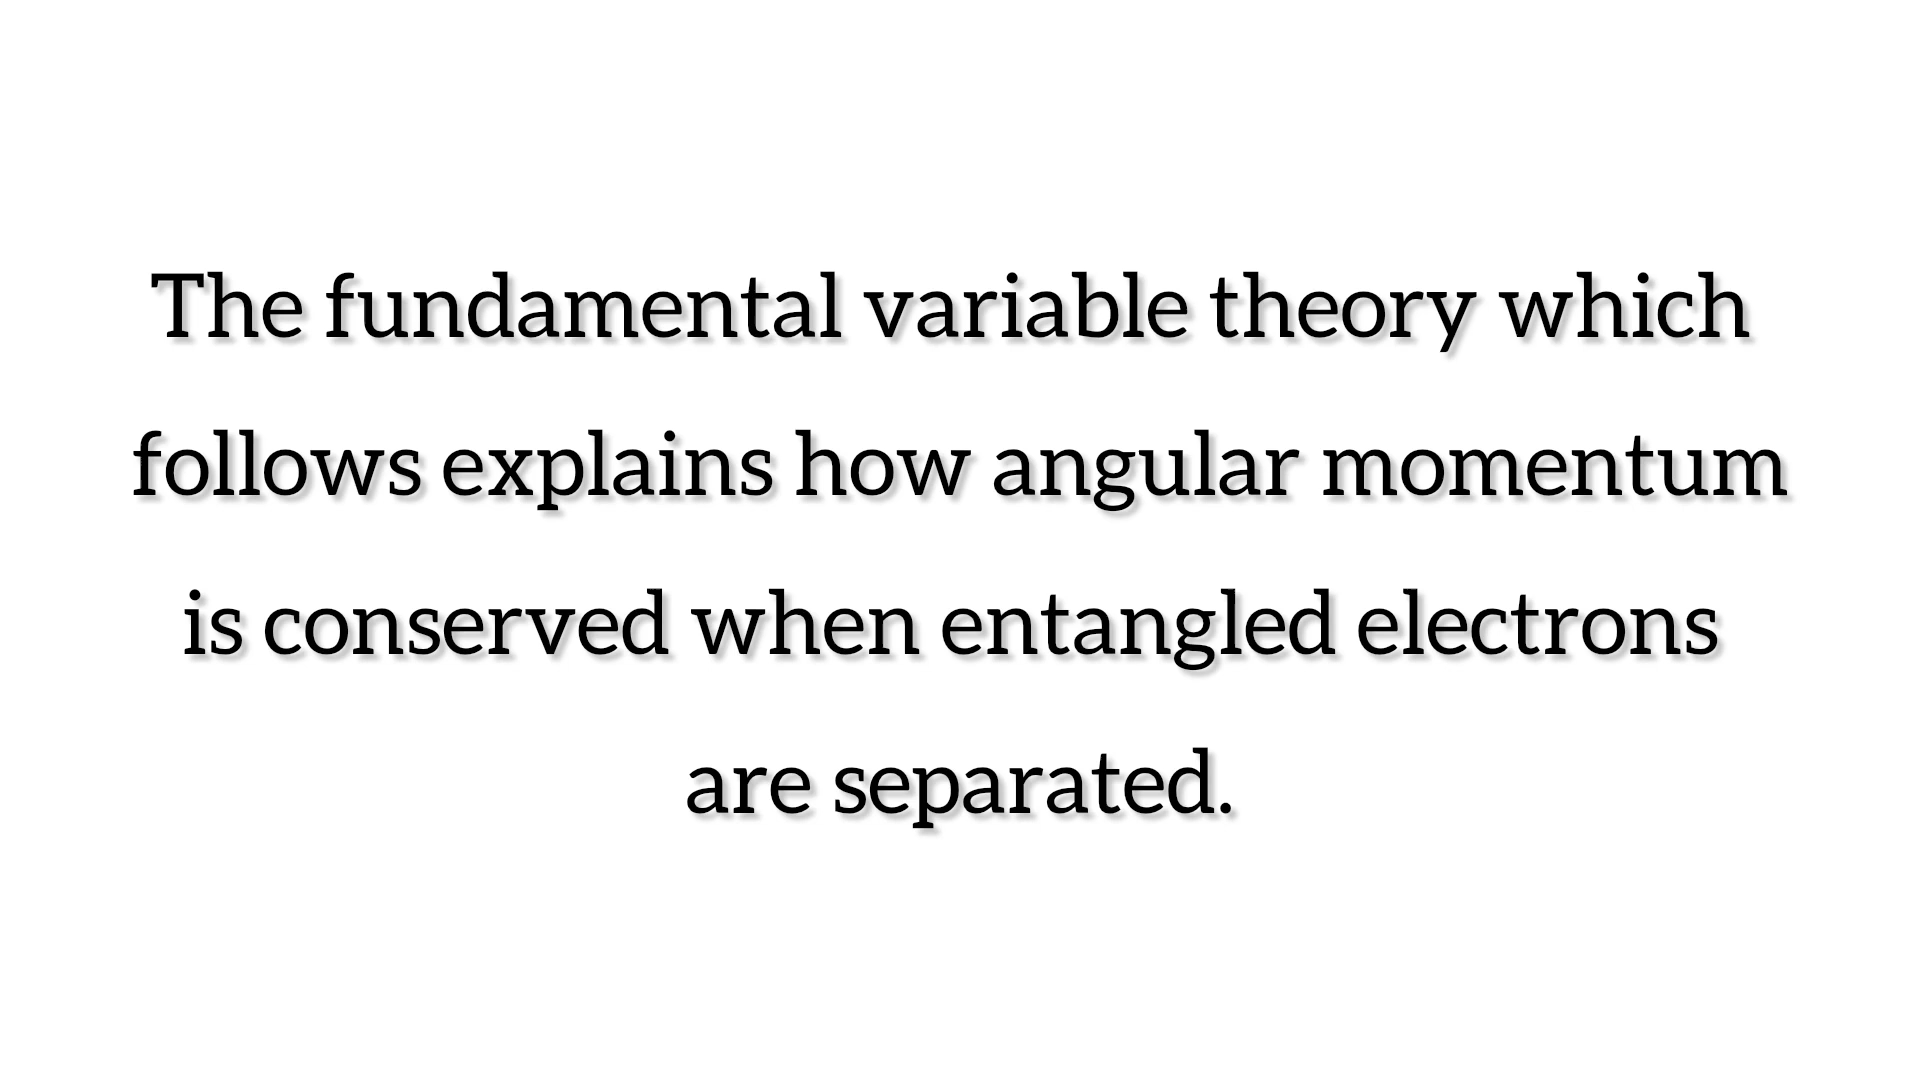 The fundamental variable theory which
follows explains how angular momentum
is conserved when entangled electrons
are separated.